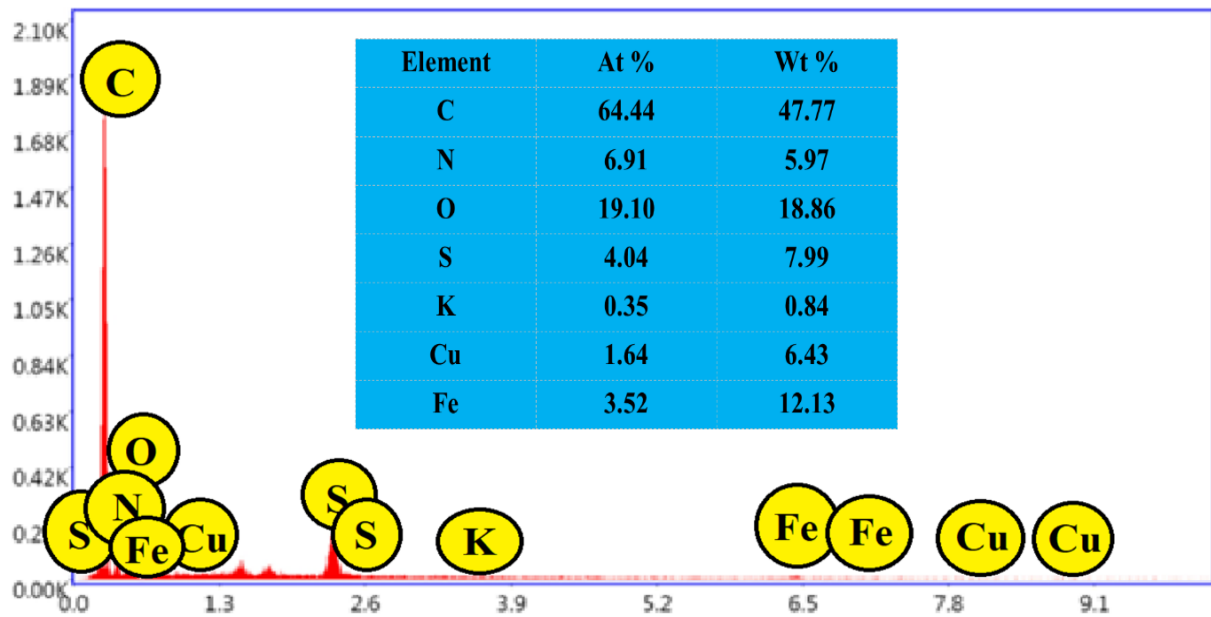 2.10K
1.89K
1.68K
1.47K
1.26K
1.05K
0.84K
0.63K
0.42K
0.00K
Element At % Wt %
C 64.44 47.77
N 6.91 5.97
O 19.10 18.86
S 4.04 7.99
K 0.35 0.84
Cu 1.64 6.43
Fe 3.52 12.13
C
O
N
S
Fe
Cu
S
S
K
Fe
Fe
Cu
Cu
0.0 1.3 2.6 3.9 5.2 6.5 7.8 9.1